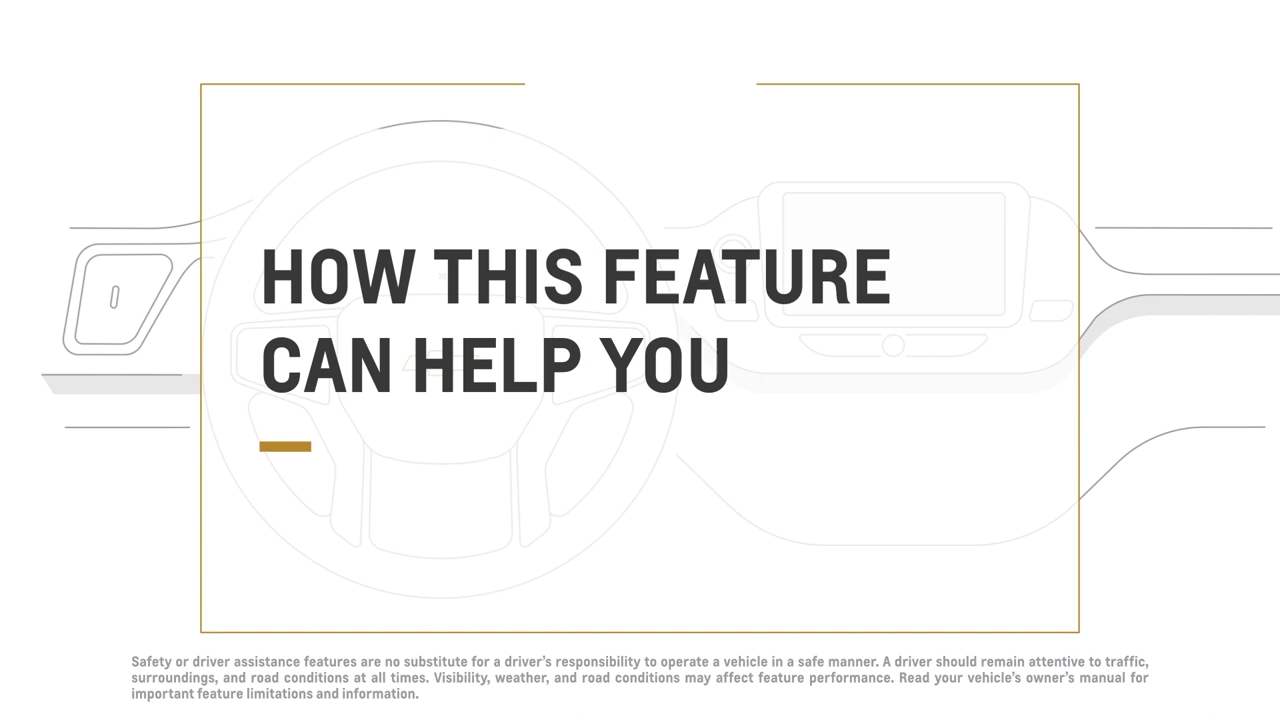 HOW THIS FEATURE
CAN HELP YOU
Safety or driver assistance features are no substitute for a driver's responsibility to operate a vehicle in a safe manner. A driver should remain attentive to traffic,
surroundings, and road conditions at all times. Visibility, weather, and road conditions may affect feature performance. Read your vehicle's owner's manual for
important feature limitations and information.